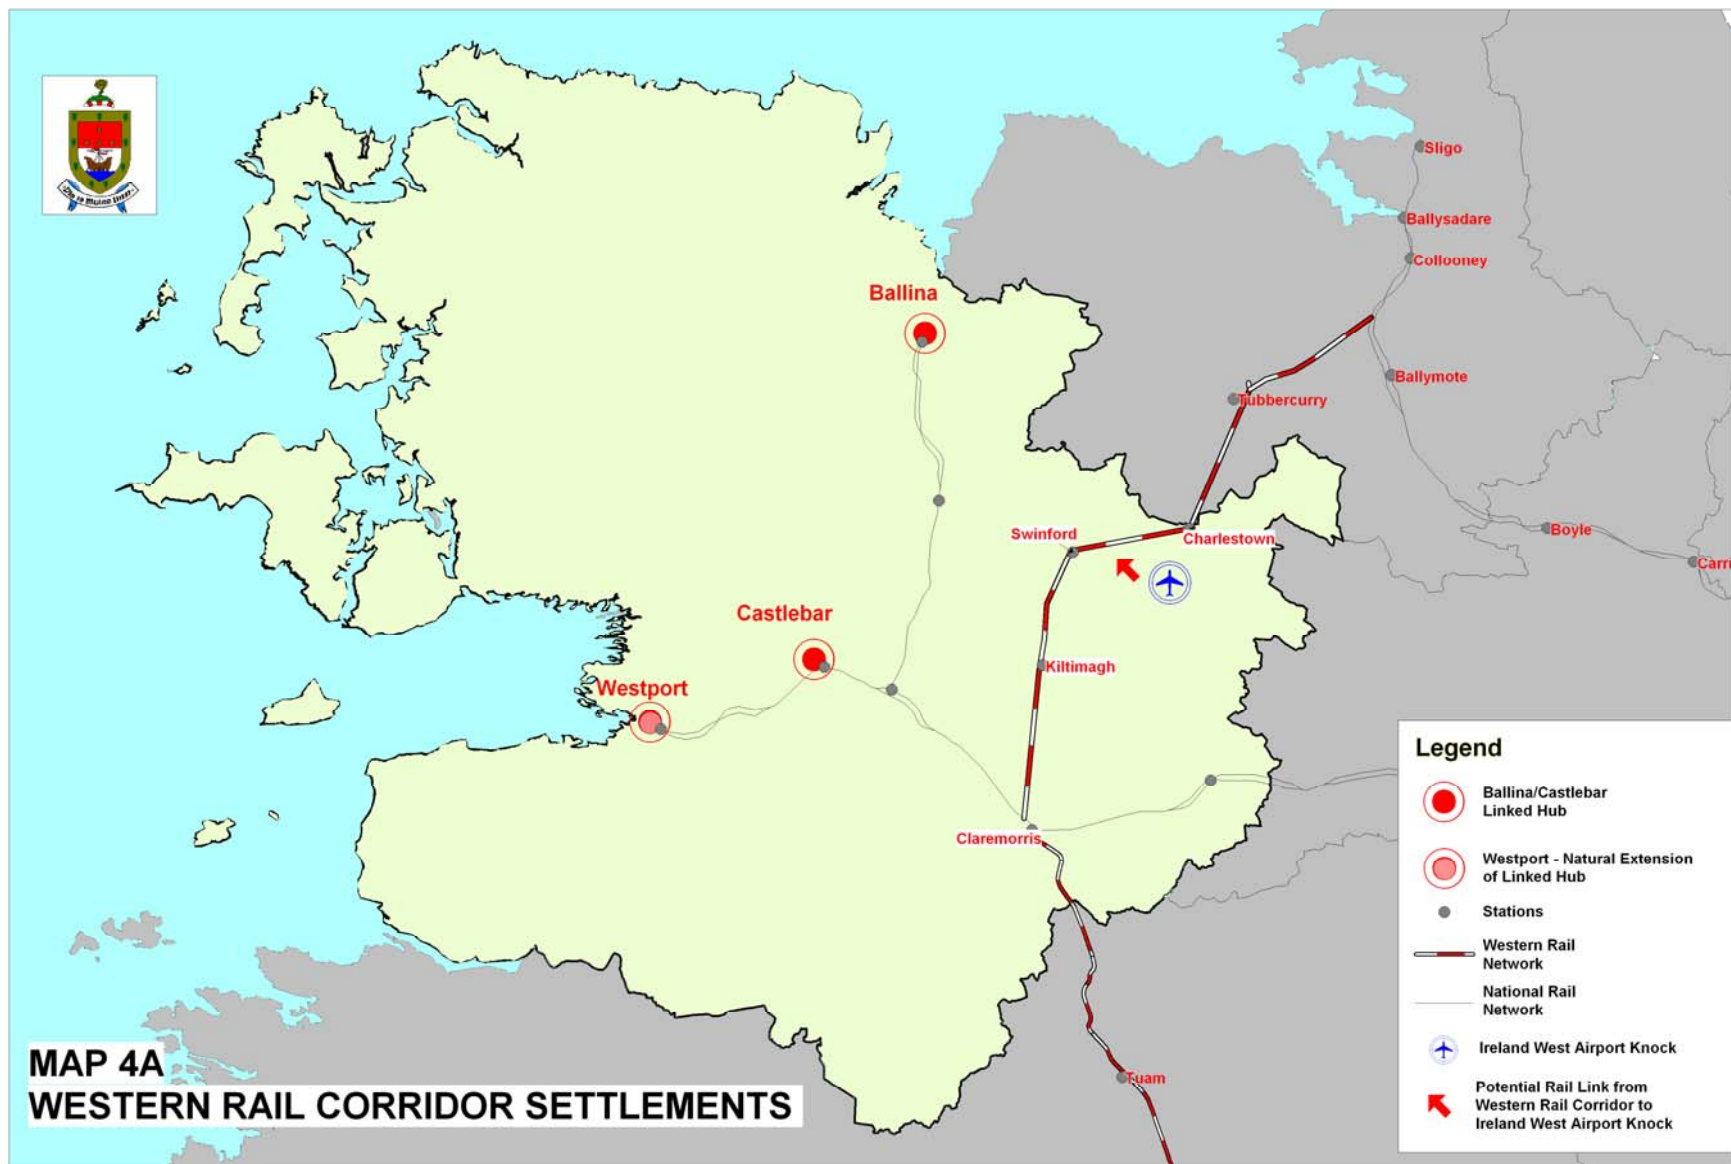 Sligo
Ballysadare
Collooney
Ballina
Ballymote
Tubbercurry
Swinford
Charlestown
Boyle
Carr
Castlebar
Kiltimagh
Westport
Claremorris
Tuam
Legend
Ballina/Castlebar
Linked Hub
Westport - Natural Extension
of Linked Hub
Stations
Western Rail
Network
National Rail
Network
Ireland West Airport Knock
Potential Rail Link from
Western Rail Corridor to
Ireland West Airport Knock
MAP 4A
WESTERN RAIL CORRIDOR SETTLEMENTS